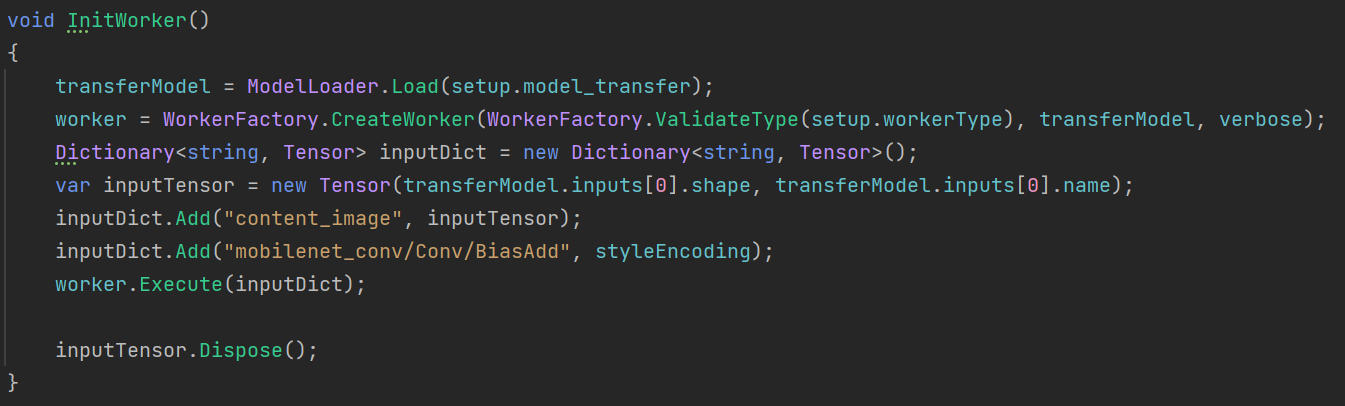 void InitWorker()
{
    transferModel = ModelLoader.Load(setup.model_transfer);
    worker = WorkerFactory.CreateWorker(WorkerFactory.ValidateType(setup.workerType), transferModel, verbose);
    Dictionary<string, Tensor> inputDict = new Dictionary<string, Tensor>();
    var inputTensor = new Tensor(transferModel.inputs[0].shape, transferModel.inputs[0].name);
    inputDict.Add("content_image", inputTensor);
    inputDict.Add("mobilenet_conv/Conv/BiasAdd", styleEncoding);
    worker.Execute(inputDict);

    inputTensor.Dispose();
}